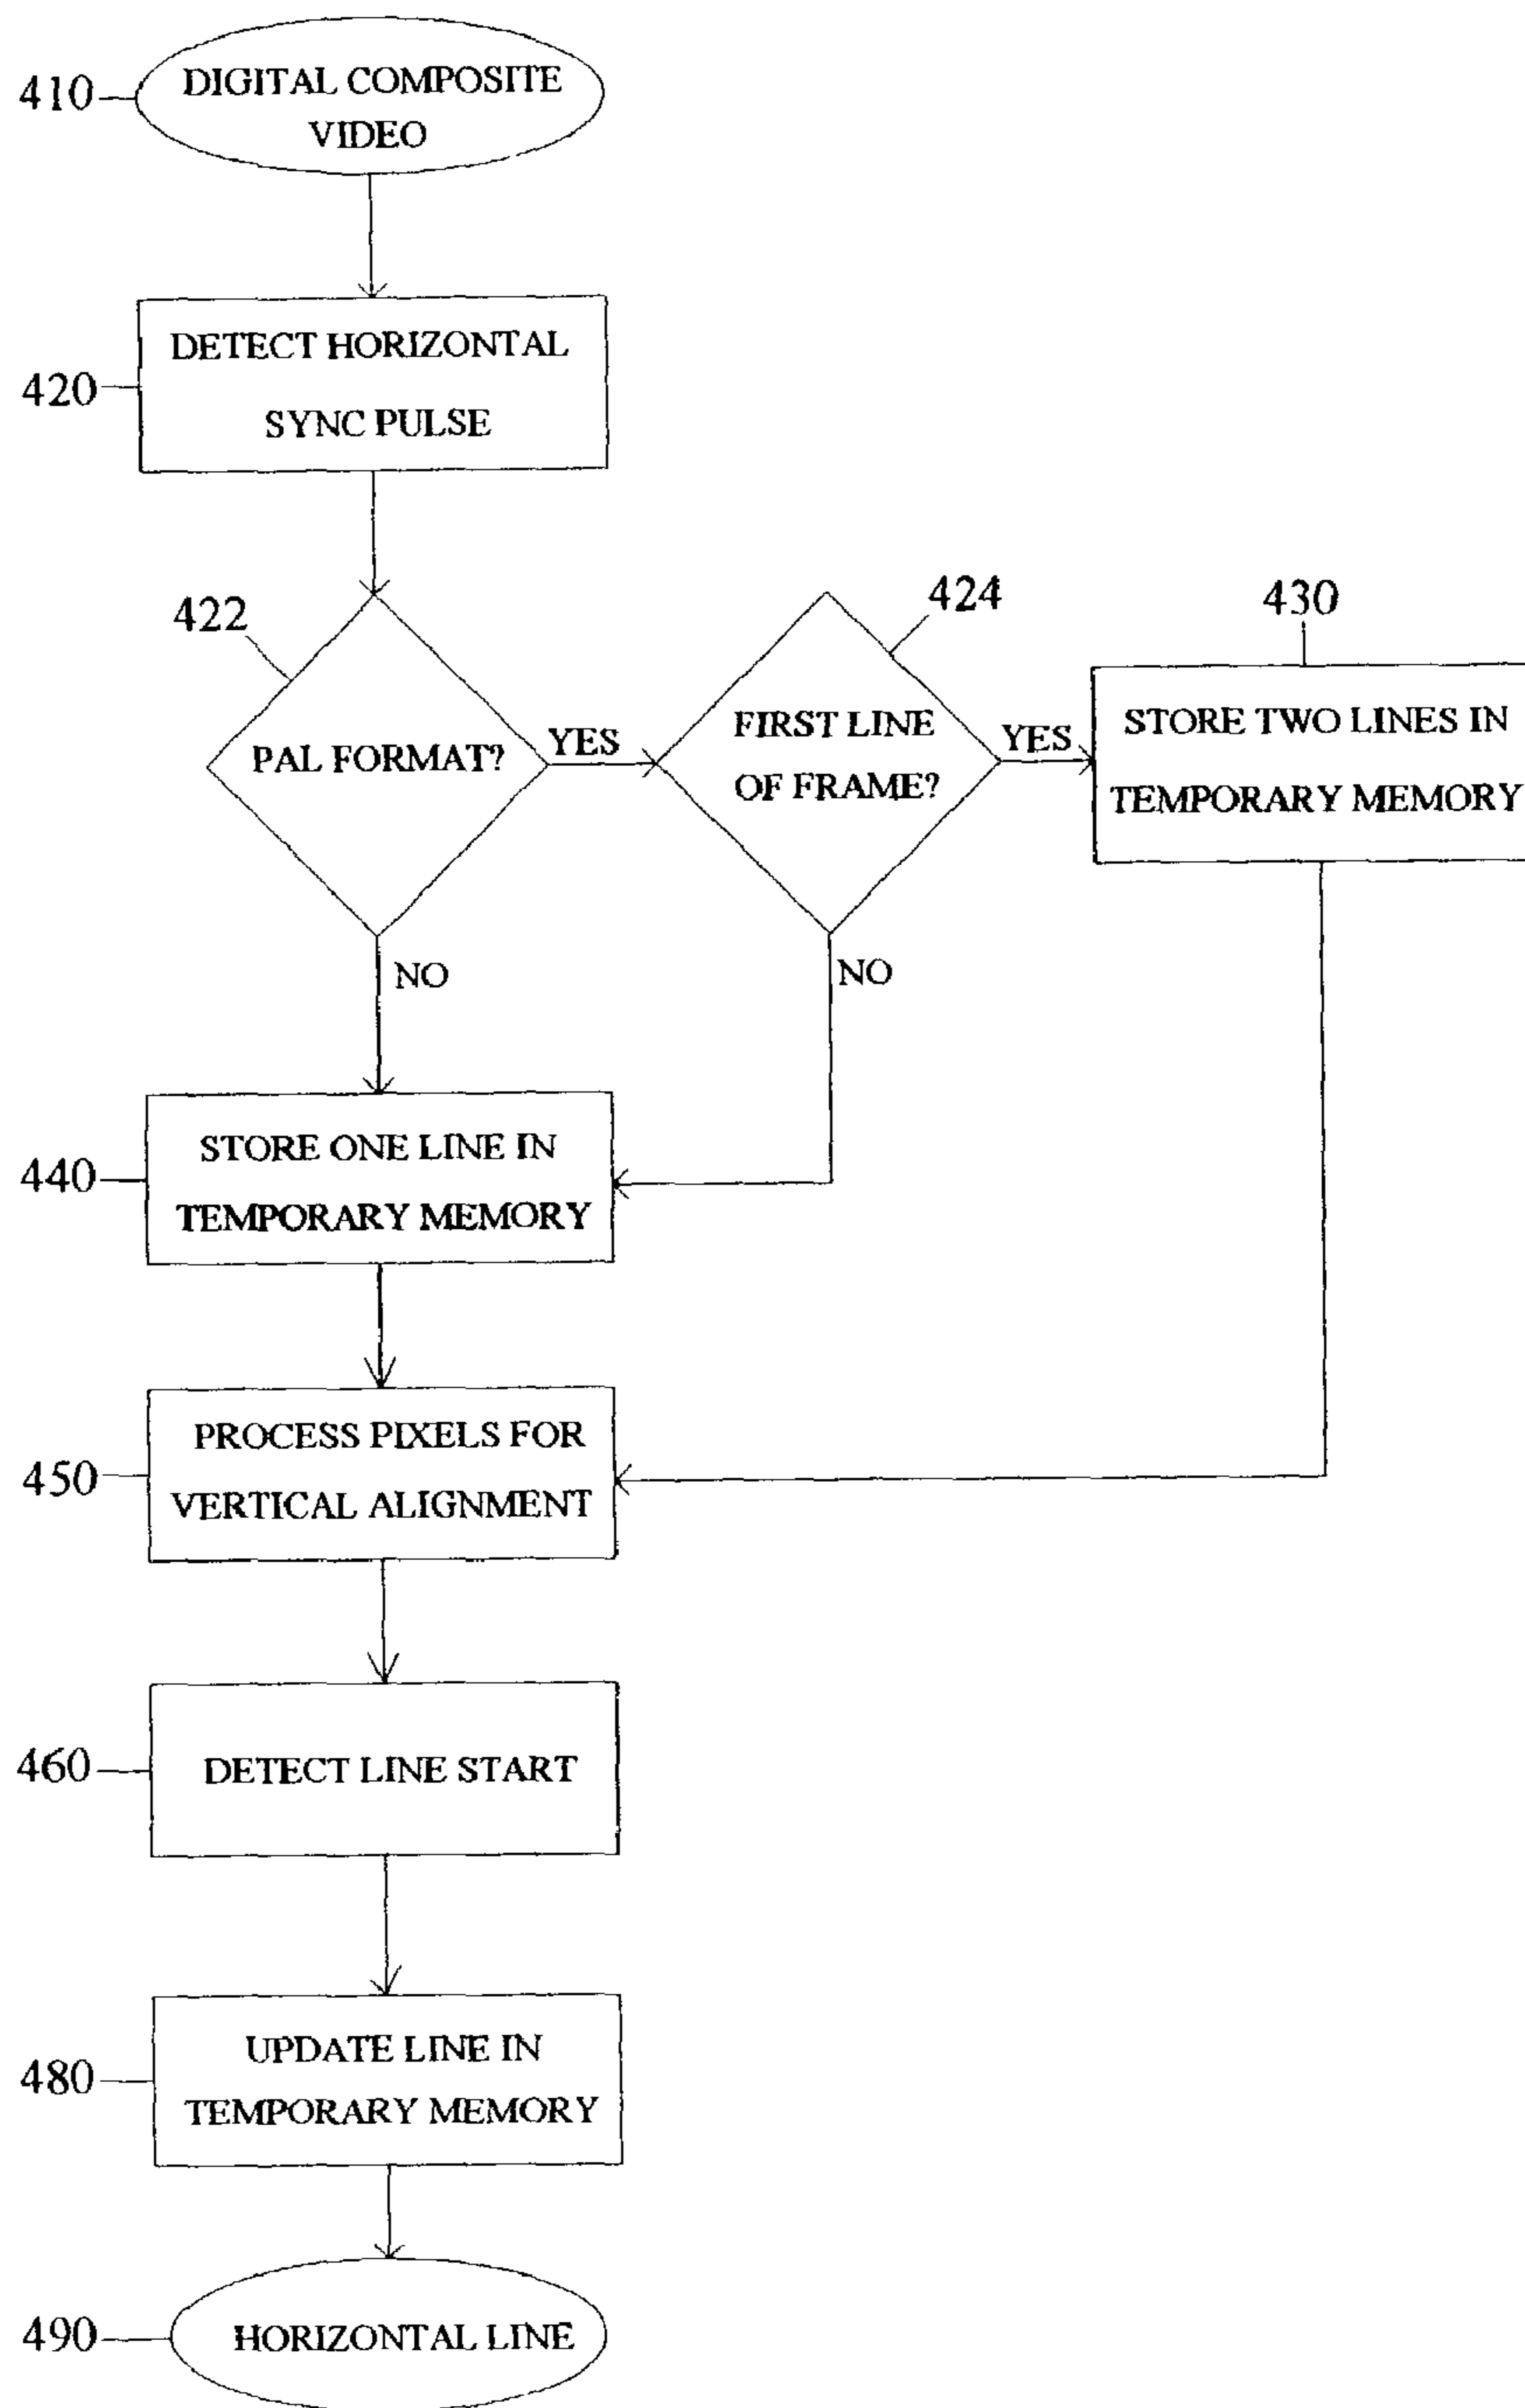 410
DIGITAL COMPOSITE
VIDEO
420
DETECT HORIZONTAL
SYNC PULSE
422
PAL FORMAT?
YES
NO
424
FIRST LINE
OF FRAME?
YES
NO
430
STORE TWO LINES IN
TEMPORARY MEMORY
440
STORE ONE LINE IN
TEMPORARY MEMORY
450
PROCESS PIXELS FOR
VERTICAL ALIGNMENT
460
DETECT LINE START
480
UPDATE LINE IN
TEMPORARY MEMORY
490
HORIZONTAL LINE